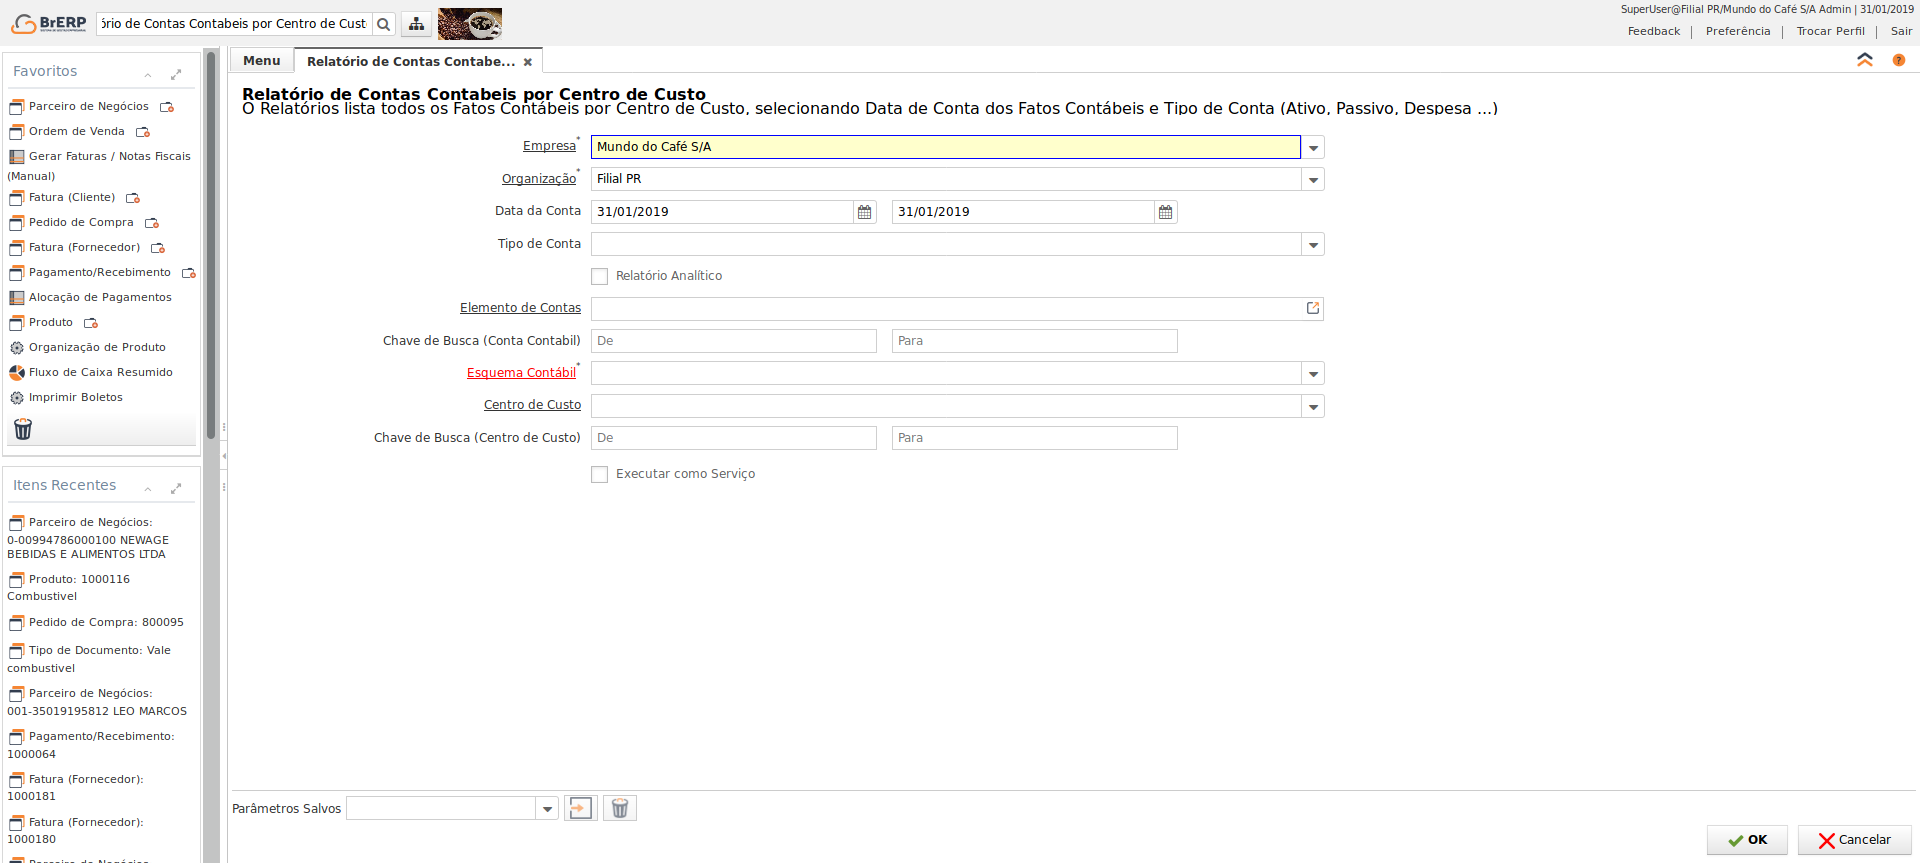 BrERP
ório de Contas Contabeis por Centro de Cust
SuperUser@Filial PR/Mundo do Café S/A Admin | 31/01/2019
Feedback | Preferência | Trocar Perfil | Sair
Favoritos
Parceiro de Negócios
Ordem de Venda
Gerar Faturas / Notas Fiscais
(Manual)
Fatura (Cliente)
Pedido de Compra
Fatura (Fornecedor)
Pagamento/Recebimento
Alocação de Pagamentos
Produto
Organização de Produto
Fluxo de Caixa Resumido
Imprimir Boletos
Itens Recentes
Parceiro de Negócios:
0-00994786000100 NEWAGE
BEBIDAS E ALIMENTOS LTDA
Produto: 1000116
Combustivel
Pedido de Compra: 800095
Tipo de Documento: Vale
combustivel
Parceiro de Negócios:
001-35019195812 LEO MARCOS
Pagamento/Recebimento:
1000064
Fatura (Fornecedor):
1000181
Fatura (Fornecedor):
1000180
Parceiro de Negócios
Menu
Relatório de Contas Contabe...
?
Relatório de Contas Contabeis por Centro de Custo
O Relatórios lista todos os Fatos Contábeis por Centro de Custo, selecionando Data de Conta dos Fatos Contábeis e Tipo de Conta (Ativo, Passivo, Despesa ...)
Empresa* Mundo do Café S/A
Organização* Filial PR
Data da Conta 31/01/2019 31/01/2019
Tipo de Conta
Relatório Analítico
Elemento de Contas
Chave de Busca (Conta Contabil) De Para
Esquema Contábil*
Centro de Custo
Chave de Busca (Centro de Custo) De Para
Executar como Serviço
Parâmetros Salvos
OK Cancelar